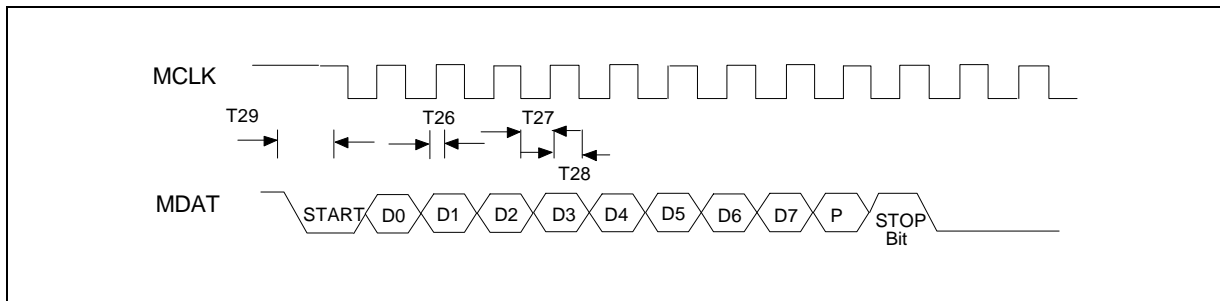 MCLK
T29
T26
T27
T28
MDAT
START D0 D1 D2 D3 D4 D5 D6 D7 P STOP
Bit